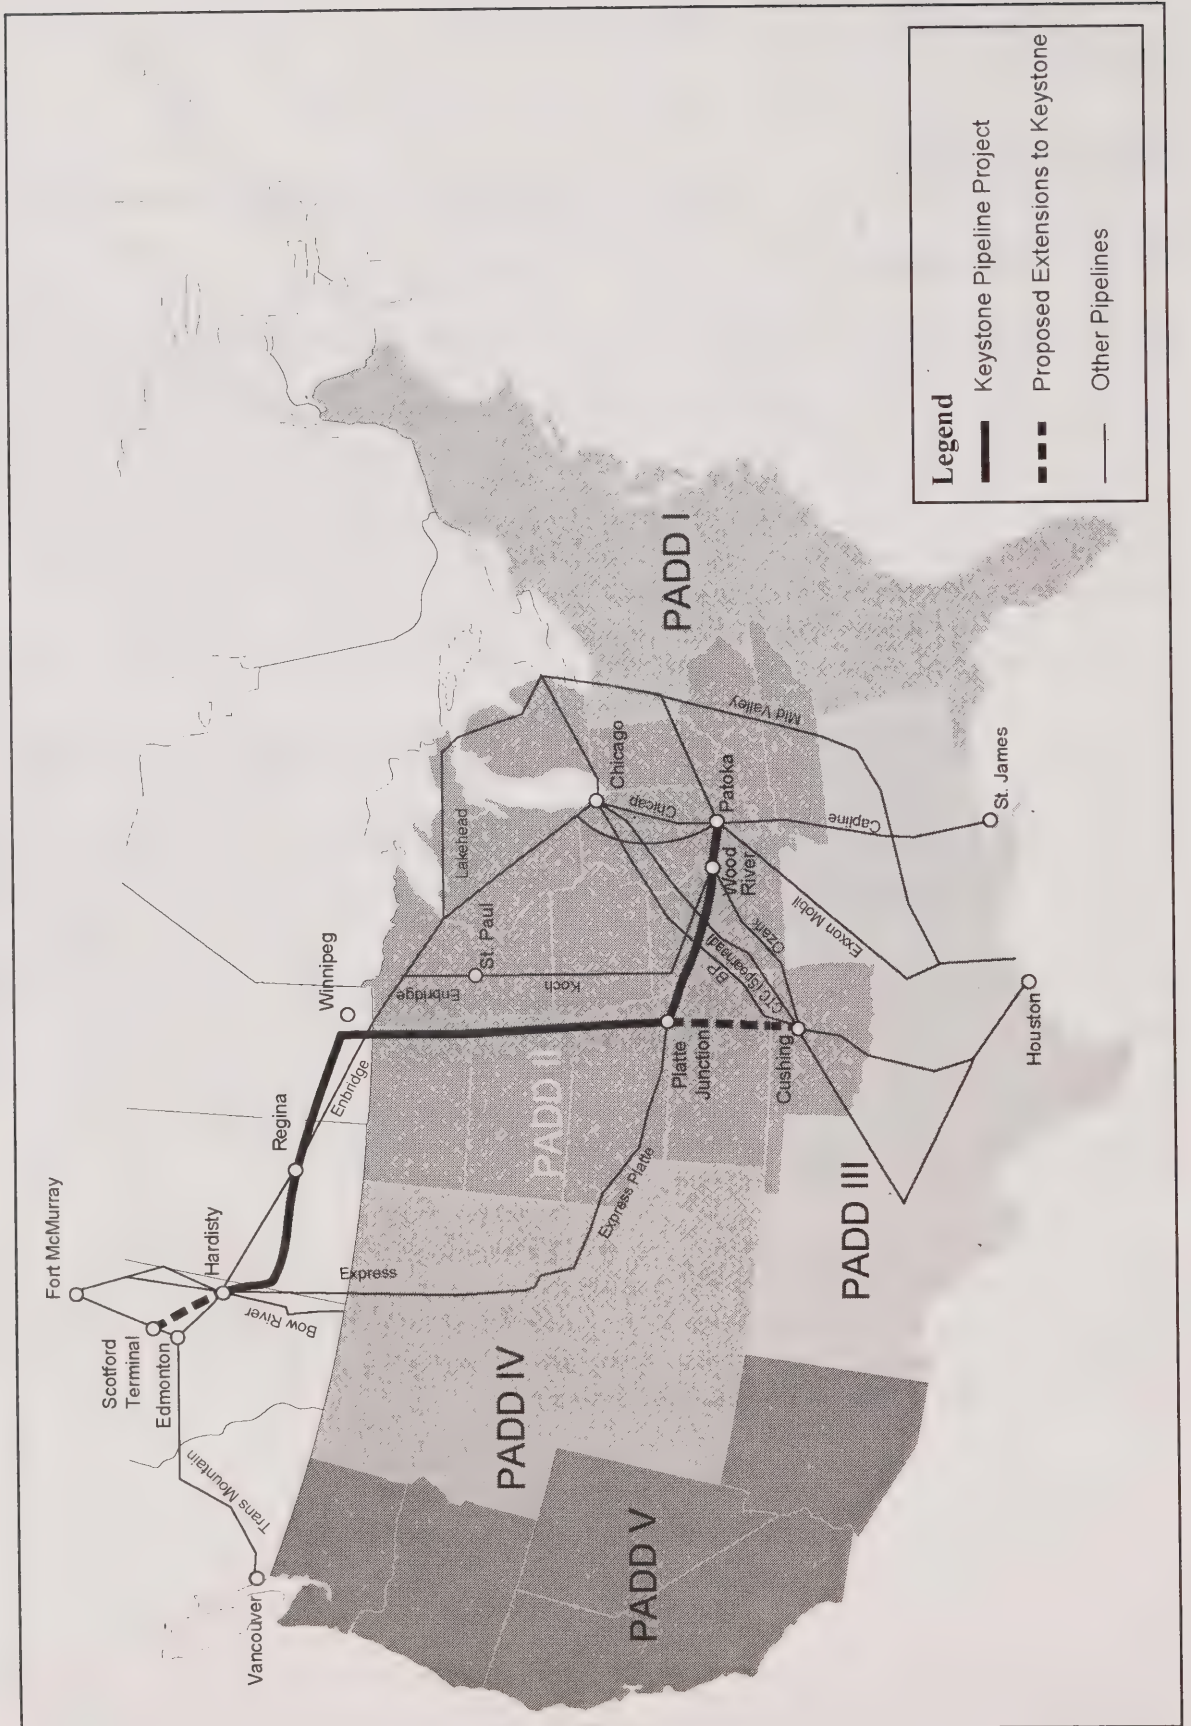 Fort McMurray
Scotford
Terminal
Edmonton
Hardisty
Regina
Winnipeg
Vancouver
Trans Mountain
Bow River
Express
Enbridge
Enbridge
Lakehead
St. Paul
Koch
PADD II
PADD IV
PADD V
PADD I
PADD III
Express Platte
Platte
Junction
Chicago
Chicap
Patoka
Wood
River
Mid Valley
BP
CTC (Spearhead)
Ozark
Cushing
Exxon Mobil
Capline
St. James
Houston
Legend
Keystone Pipeline Project
Proposed Extensions to Keystone
Other Pipelines